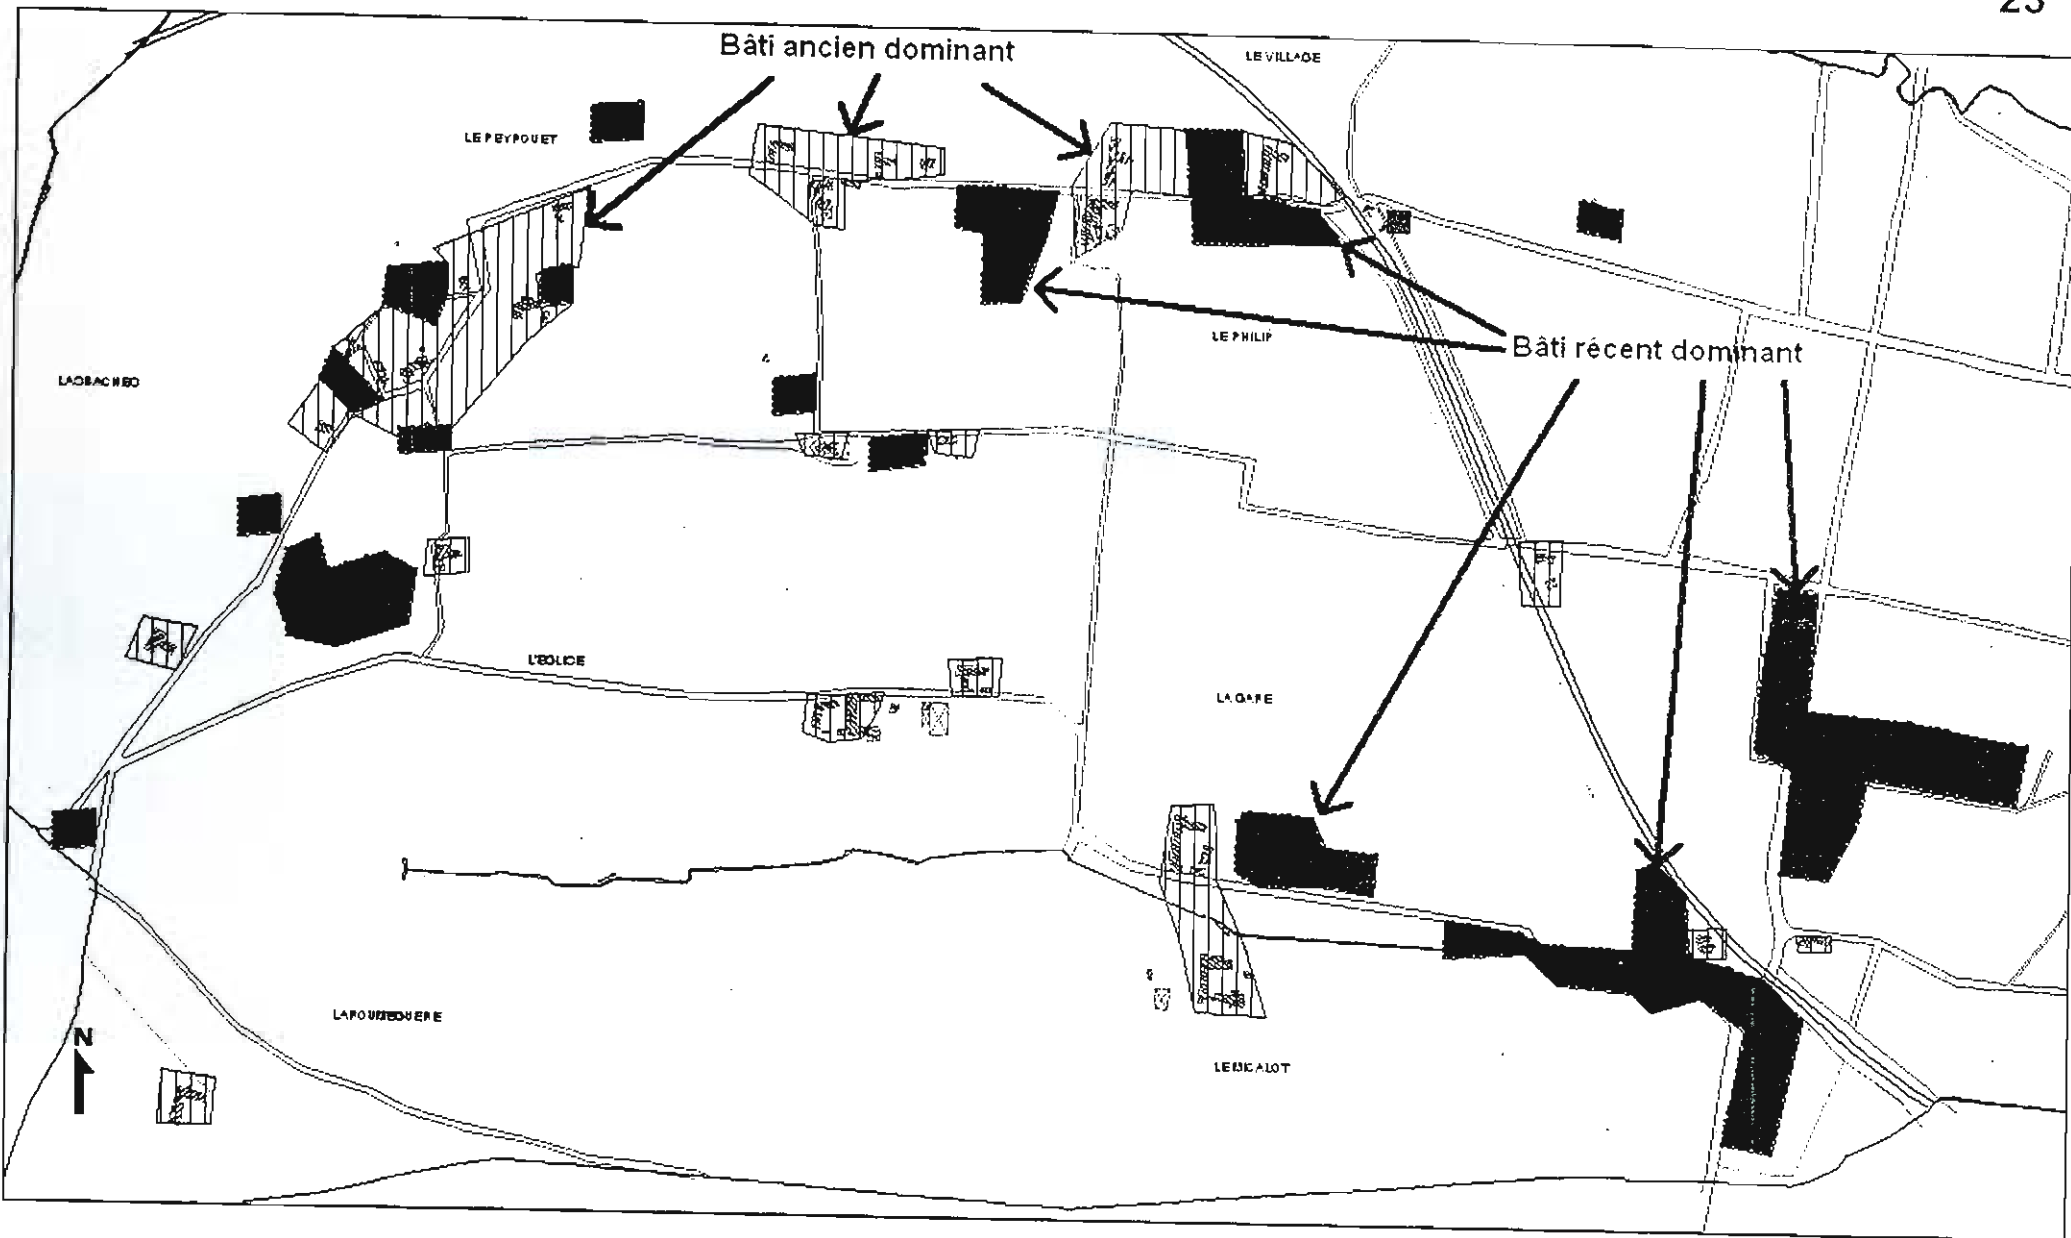 23
Bâti ancien dominant
LE VILLAGE
LE PEYPOUET
LE PHILIP
Bâti récent dominant
L'EGLISE
LA GARE
N